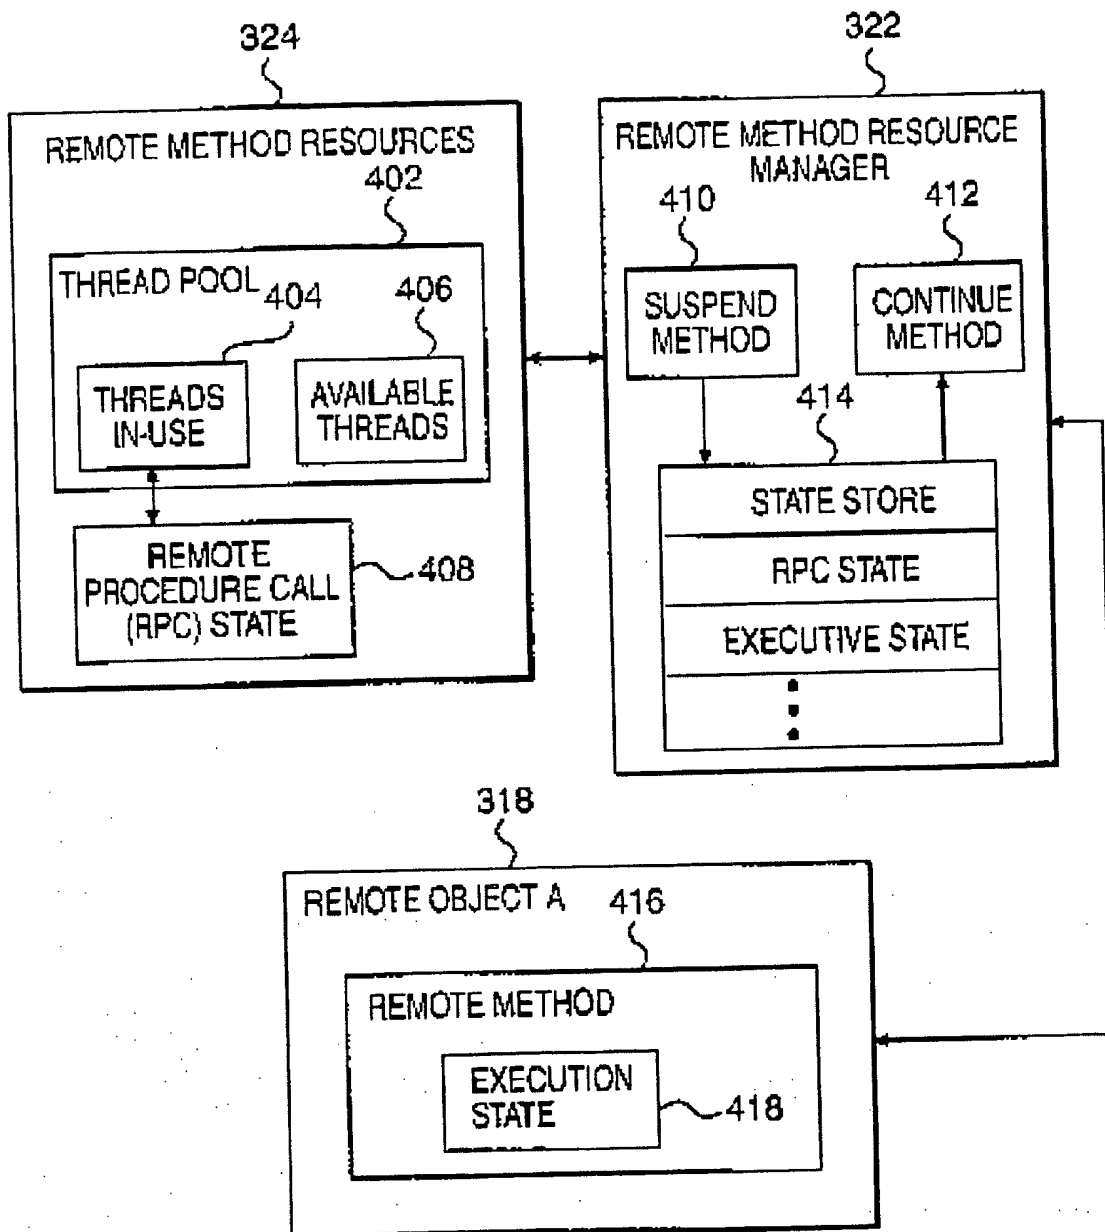 324
REMOTE METHOD RESOURCES
402
THREAD POOL
404
406
THREADS
IN-USE
AVAILABLE
THREADS
REMOTE
PROCEDURE CALL
(RPC) STATE
408
322
REMOTE METHOD RESOURCE
MANAGER
410
412
SUSPEND
METHOD
CONTINUE
METHOD
414
STATE STORE
RPC STATE
EXECUTIVE STATE
318
REMOTE OBJECT A
416
REMOTE METHOD
EXECUTION
STATE
418